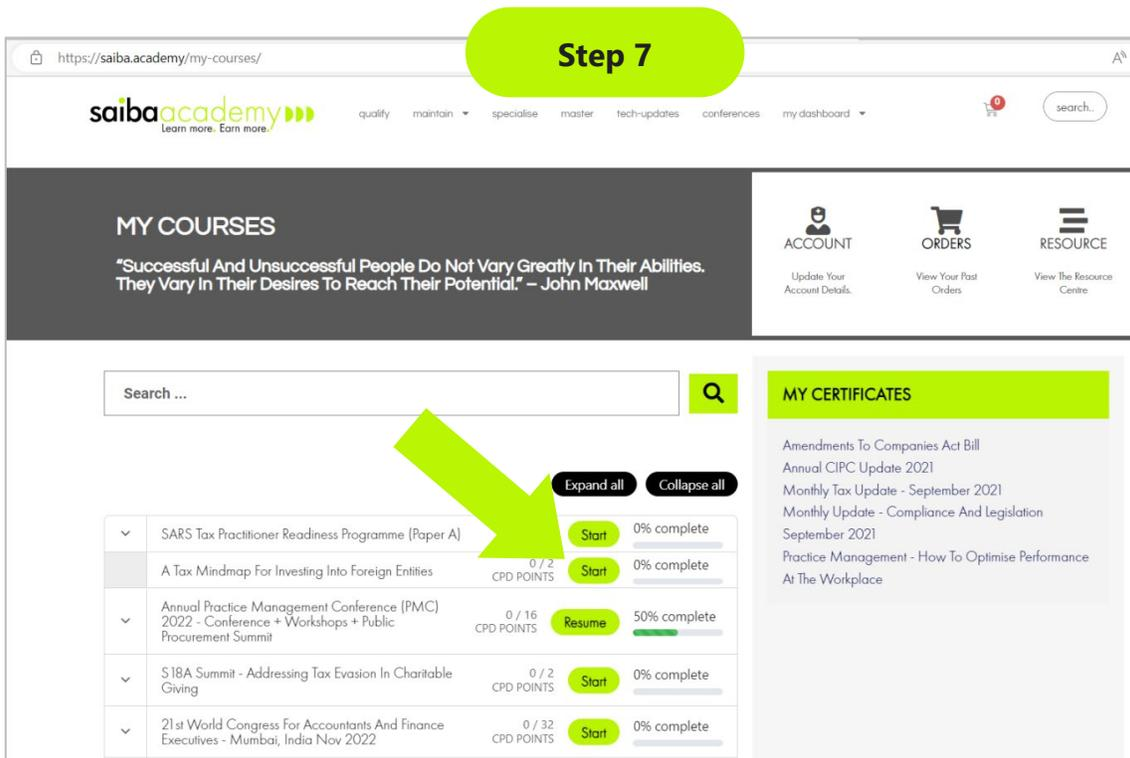 Step 7
https://saiba.academy/my-courses/
A
saibaacademy
Learn more. Earn more.
qualify maintain specialise master tech-updates conferences my dashboard
0
search..
MY COURSES
“Successful And Unsuccessful People Do Not Vary Greatly In Their Abilities.
They Vary In Their Desires To Reach Their Potential.” – John Maxwell
ACCOUNT
Update Your
Account Details.
ORDERS
View Your Past
Orders
RESOURCE
View The Resource
Centre
Search ...
Expand all Collapse all
SARS Tax Practitioner Readiness Programme (Paper A)
Start 0% complete
A Tax Mindmap For Investing Into Foreign Entities
0 / 2
CPD POINTS
Start 0% complete
Annual Practice Management Conference (PMC)
2022 - Conference + Workshops + Public
Procurement Summit
0 / 16
CPD POINTS
Resume 50% complete
S18A Summit - Addressing Tax Evasion In Charitable
Giving
0 / 2
CPD POINTS
Start 0% complete
21st World Congress For Accountants And Finance
Executives - Mumbai, India Nov 2022
0 / 32
CPD POINTS
Start 0% complete
MY CERTIFICATES
Amendments To Companies Act Bill
Annual CIPC Update 2021
Monthly Tax Update - September 2021
Monthly Update - Compliance And Legislation
September 2021
Practice Management - How To Optimise Performance
At The Workplace